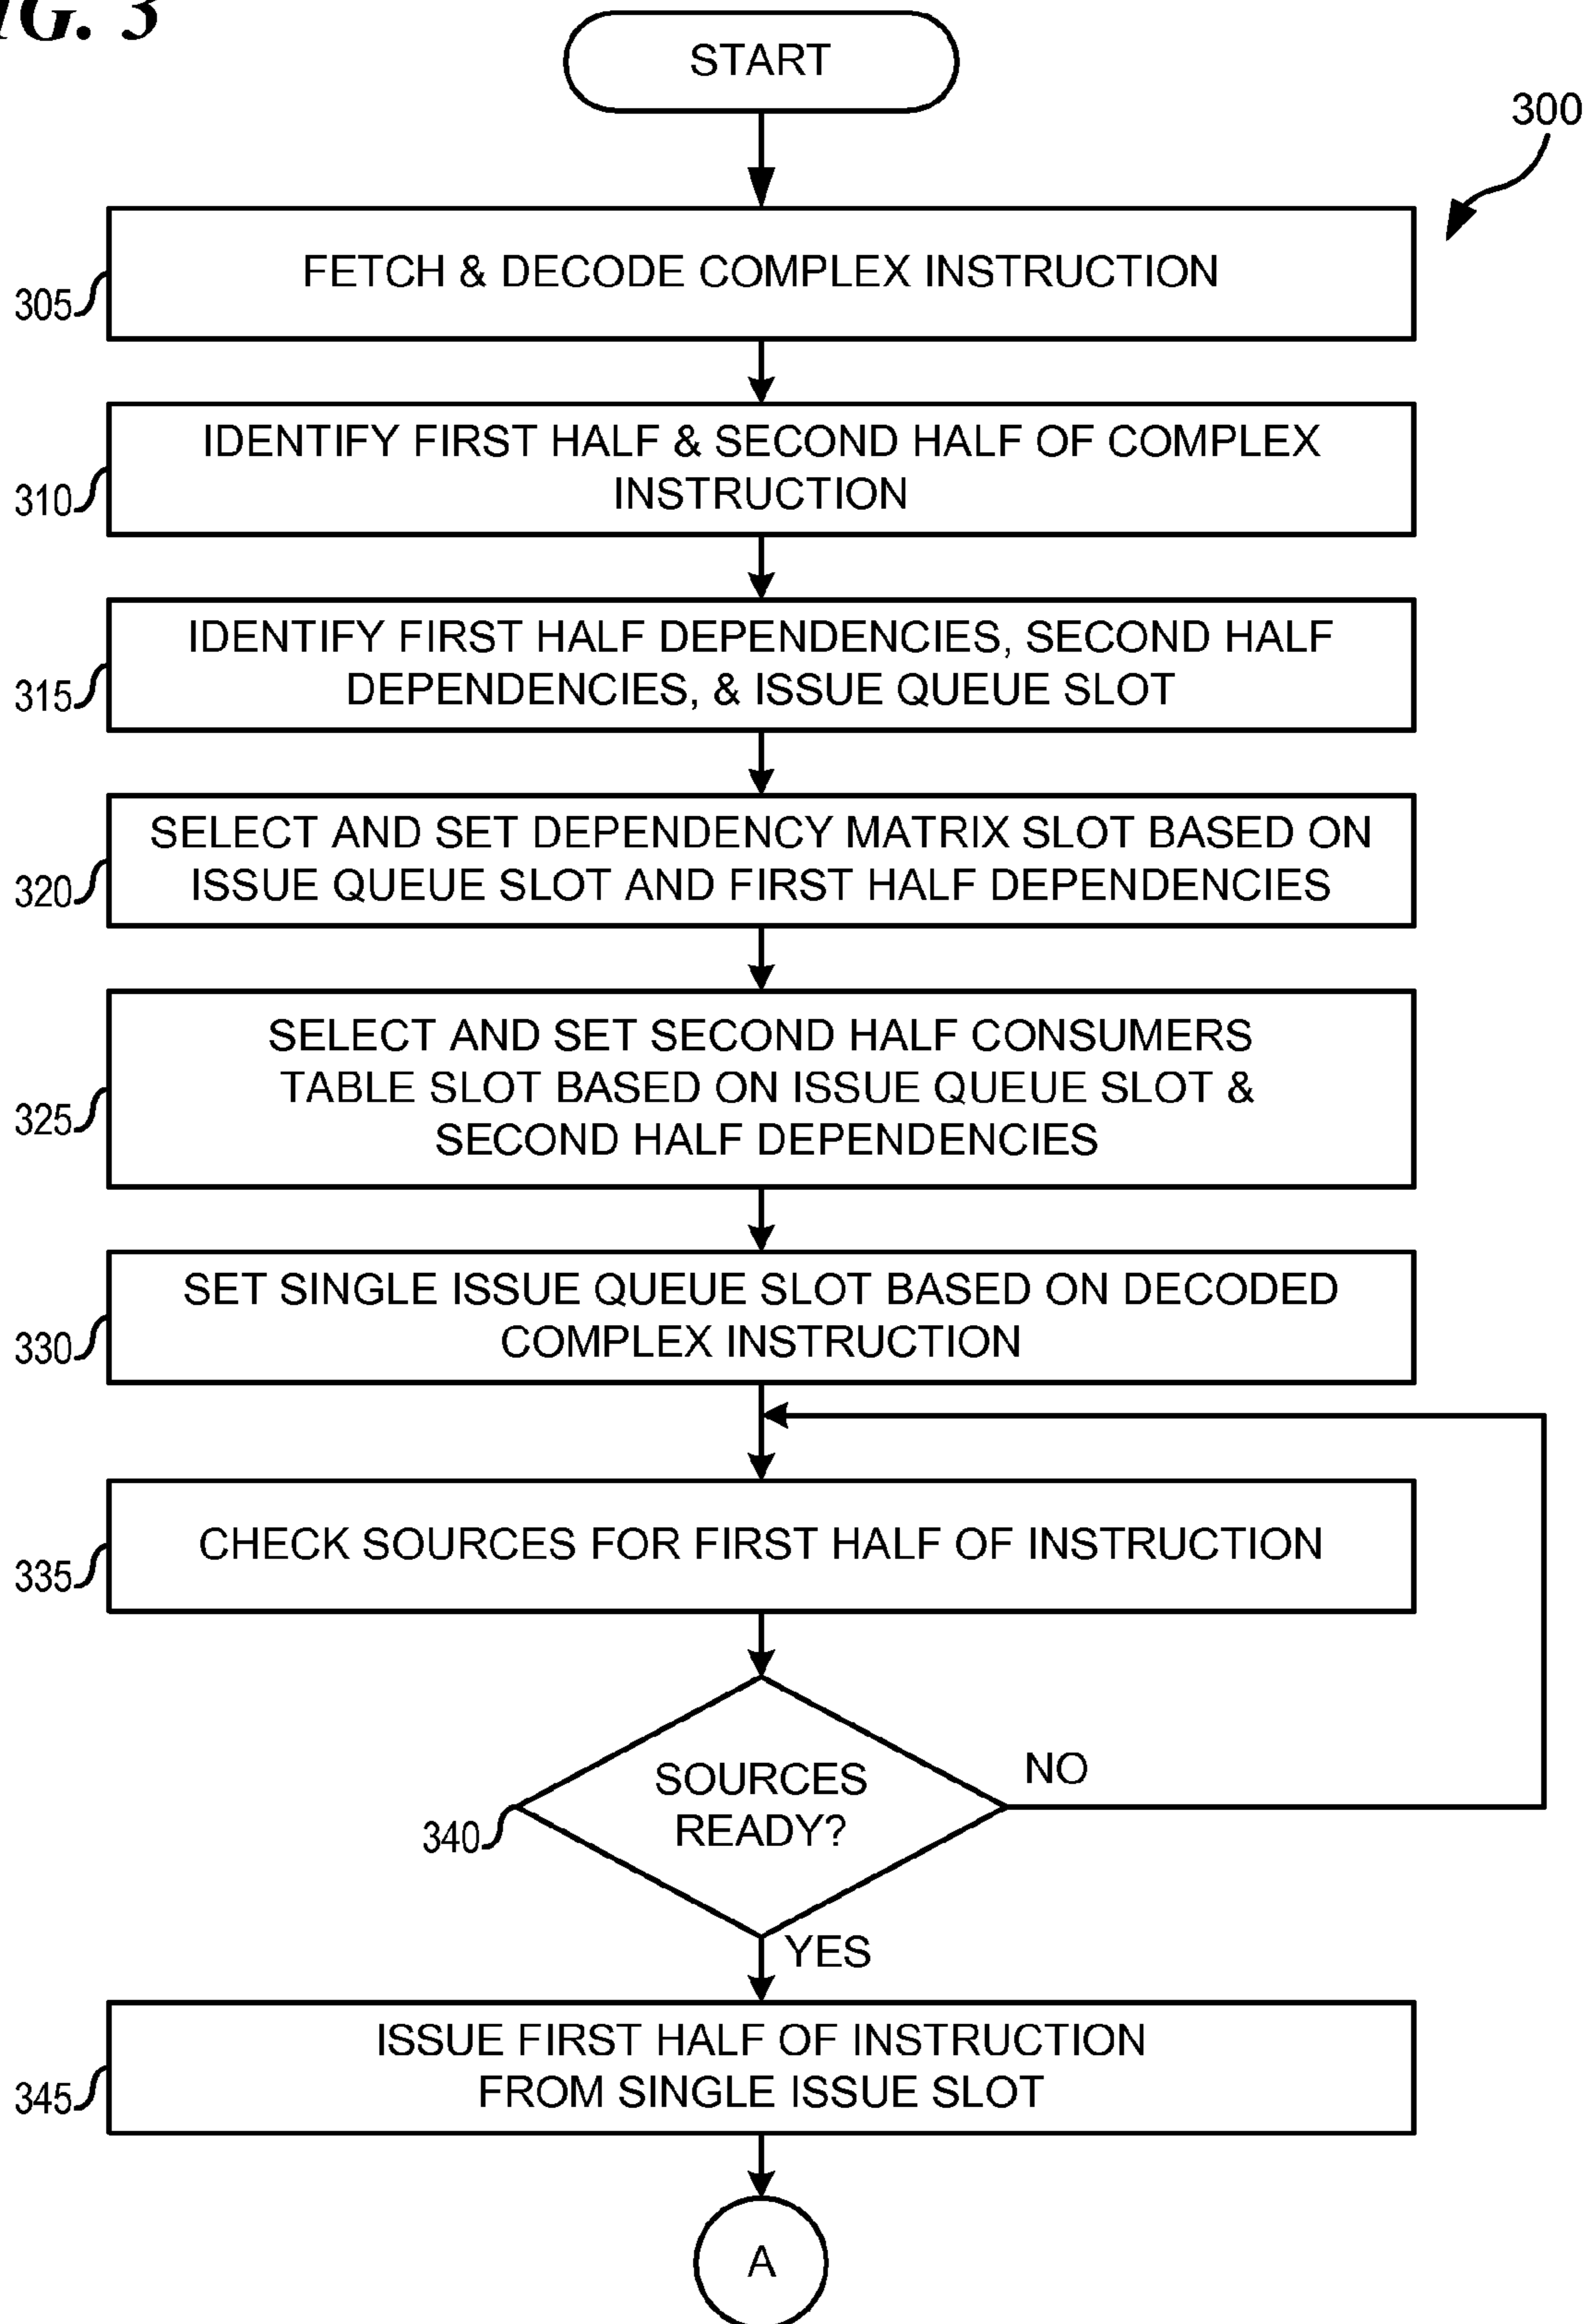 IG. 3
START
300
FETCH & DECODE COMPLEX INSTRUCTION
305
IDENTIFY FIRST HALF & SECOND HALF OF COMPLEX
INSTRUCTION
310
IDENTIFY FIRST HALF DEPENDENCIES, SECOND HALF
DEPENDENCIES, & ISSUE QUEUE SLOT
315
SELECT AND SET DEPENDENCY MATRIX SLOT BASED ON
ISSUE QUEUE SLOT AND FIRST HALF DEPENDENCIES
320
SELECT AND SET SECOND HALF CONSUMERS
TABLE SLOT BASED ON ISSUE QUEUE SLOT &
SECOND HALF DEPENDENCIES
325
SET SINGLE ISSUE QUEUE SLOT BASED ON DECODED
COMPLEX INSTRUCTION
330
CHECK SOURCES FOR FIRST HALF OF INSTRUCTION
335
SOURCES
READY?
NO
340
YES
ISSUE FIRST HALF OF INSTRUCTION
FROM SINGLE ISSUE SLOT
345
A